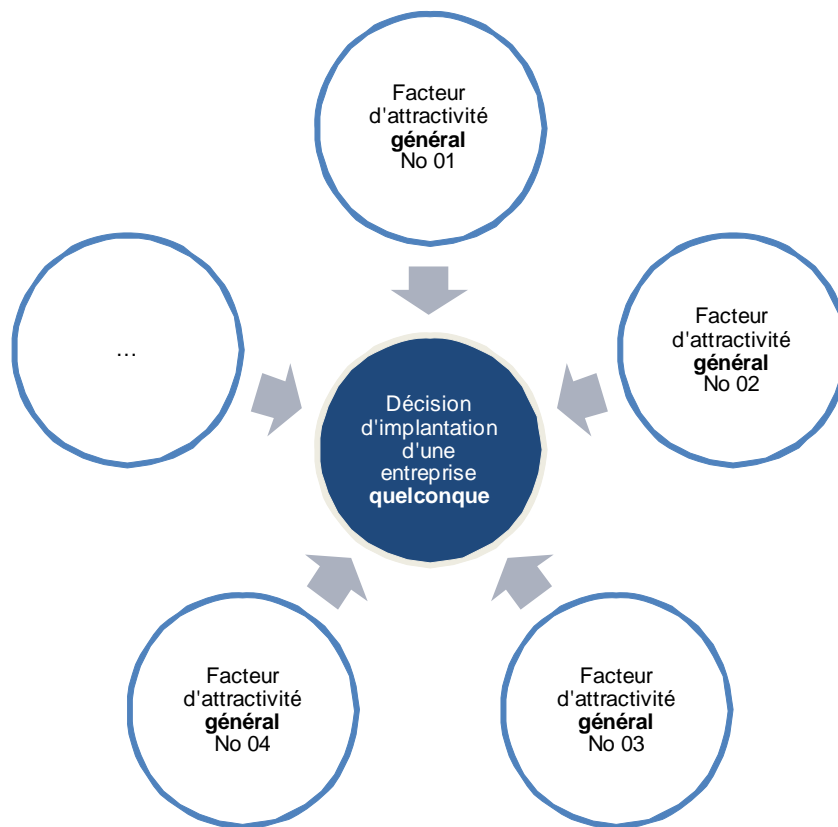 Facteur
d'attractivité
général
No 01
...
Facteur
d'attractivité
général
No 02
Décision
d'implantation
d'une
entreprise
quelconque
Facteur
d'attractivité
général
No 04
Facteur
d'attractivité
général
No 03